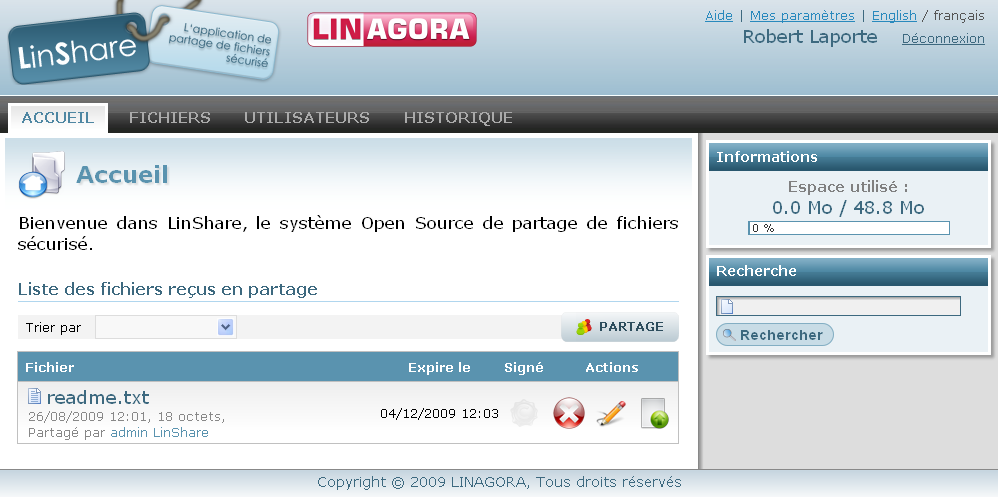 LinShare
L'application de
partage de fichiers
sécurisé
LINAGORA
Aide | Mes paramètres | English / français
Robert Laporte Déconnexion
ACCUEIL FICHIERS UTILISATEURS HISTORIQUE
Accueil
Bienvenue dans LinShare, le système Open Source de partage de fichiers
sécurisé.
Liste des fichiers reçus en partage
Trier par
PARTAGE
Fichier Expire le Signé Actions
readme.txt
26/08/2009 12:01, 18 octets,
Partagé par admin LinShare
04/12/2009 12:03
Informations
Espace utilisé :
0.0 Mo / 48.8 Mo
0 %
Recherche
Rechercher
Copyright © 2009 LINAGORA, Tous droits réservés